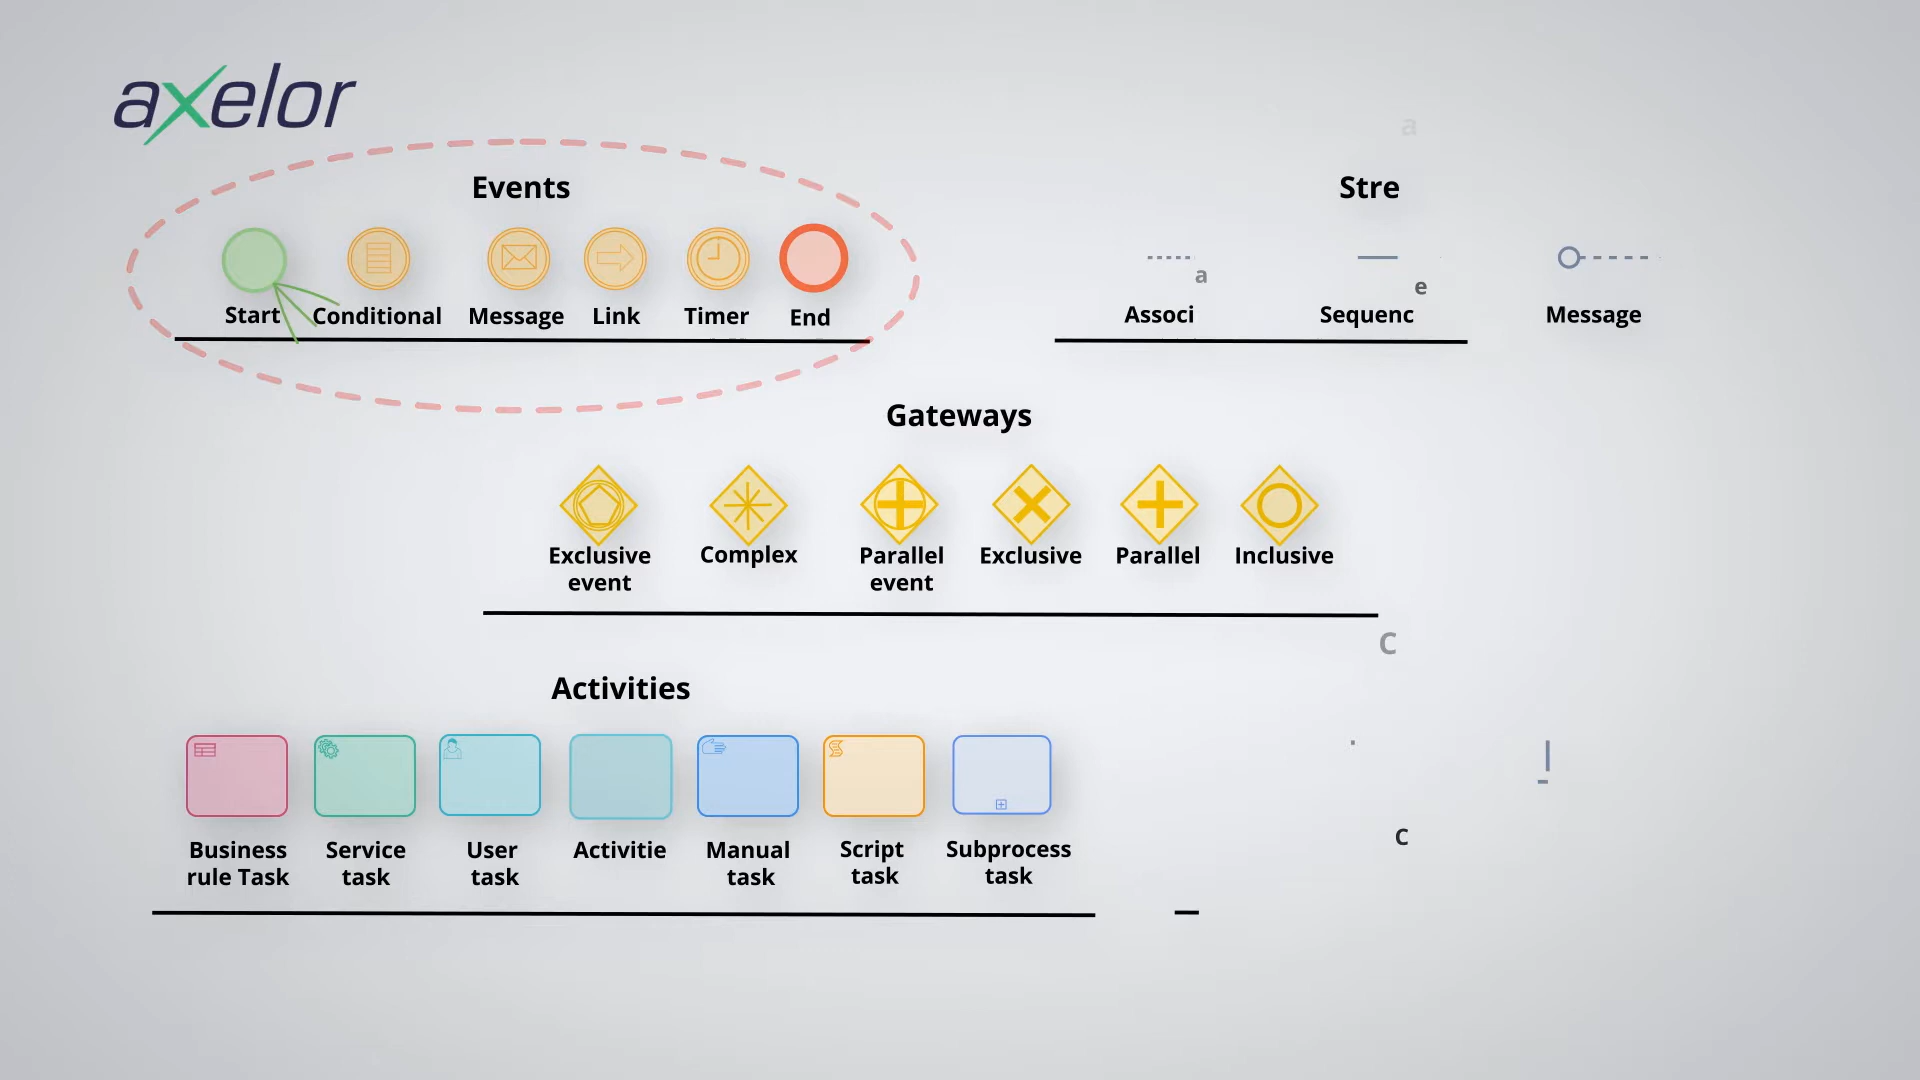 axelor
a
Events
Stre
a
e
Start Conditional Message Link Timer End
Associ Sequenc Message
Gateways
Exclusive
event
Complex
Parallel
event
Exclusive
Parallel
Inclusive
C
Activities
c
Business
rule Task
Service
task
User
task
Activitie
Manual
task
Script
task
Subprocess
task